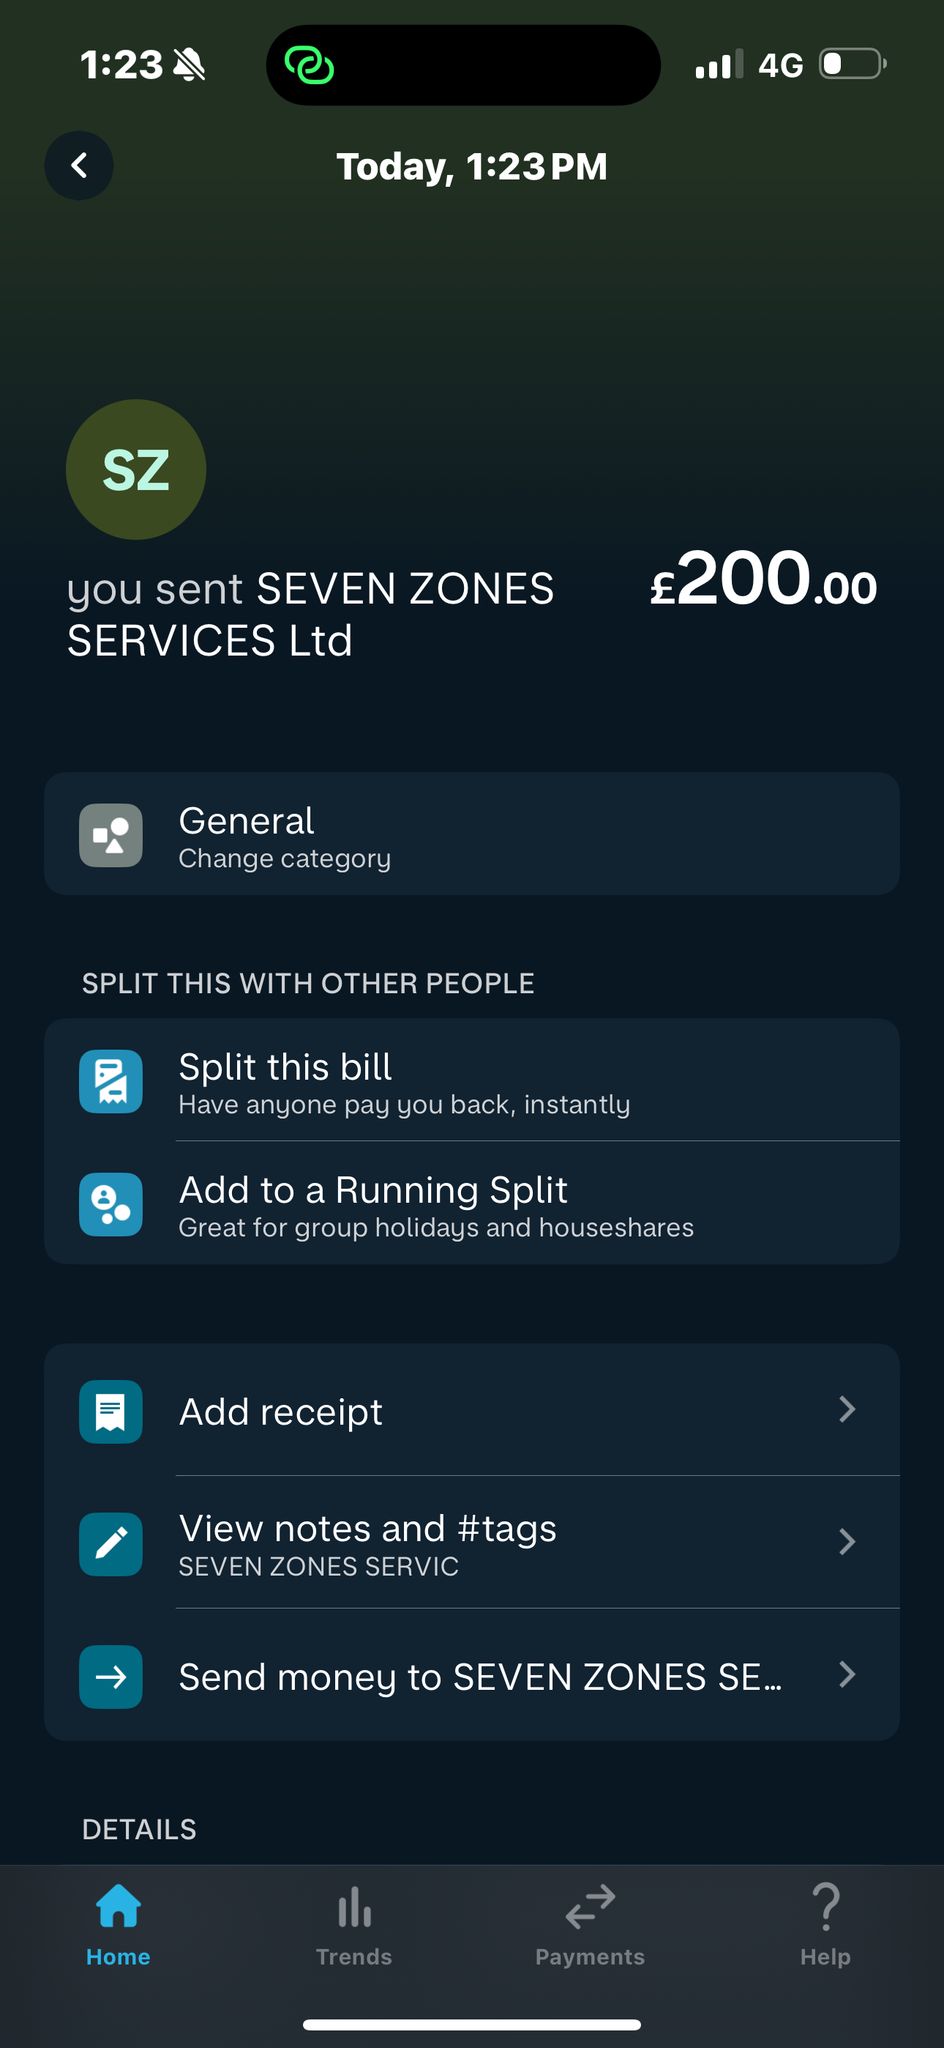 1:23
4G
Today, 1:23 PM
SZ
you sent SEVEN ZONES
SERVICES Ltd
£200.00
General
Change category
SPLIT THIS WITH OTHER PEOPLE
Split this bill
Have anyone pay you back, instantly
Add to a Running Split
Great for group holidays and houseshares
Add receipt
View notes and #tags
SEVEN ZONES SERVIC
Send money to SEVEN ZONES SE...
DETAILS
Home
Trends
Payments
Help